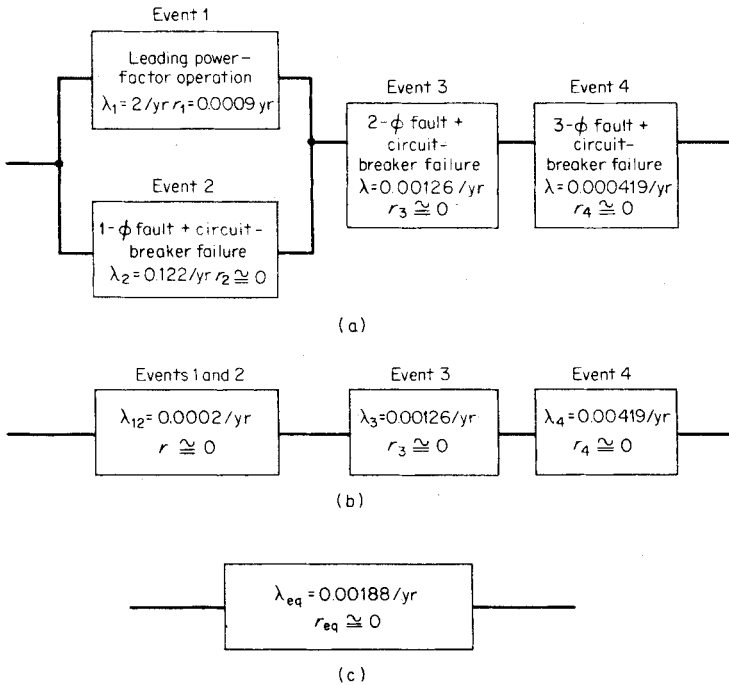 Event 1
Leading power-
factor operation
λ₁=2/yr r₁=0.0009 yr
Event 2
1-ϕ fault + circuit-
breaker failure
λ₂=0.122/yr r₂≅0
Event 3
2-ϕ fault +
circuit-
breaker failure
λ=0.00126/yr
r₃≅0
Event 4
3-ϕ fault +
circuit-
breaker failure
λ=0.000419/yr
r₄≅0
(a)
Events 1 and 2
λ₁₂=0.0002/yr
r ≅ 0
Event 3
λ₃=0.00126/yr
r₃≅0
Event 4
λ₄=0.00419/yr
r₄≅0
(b)
λeq=0.00188/yr
req≅0
(c)